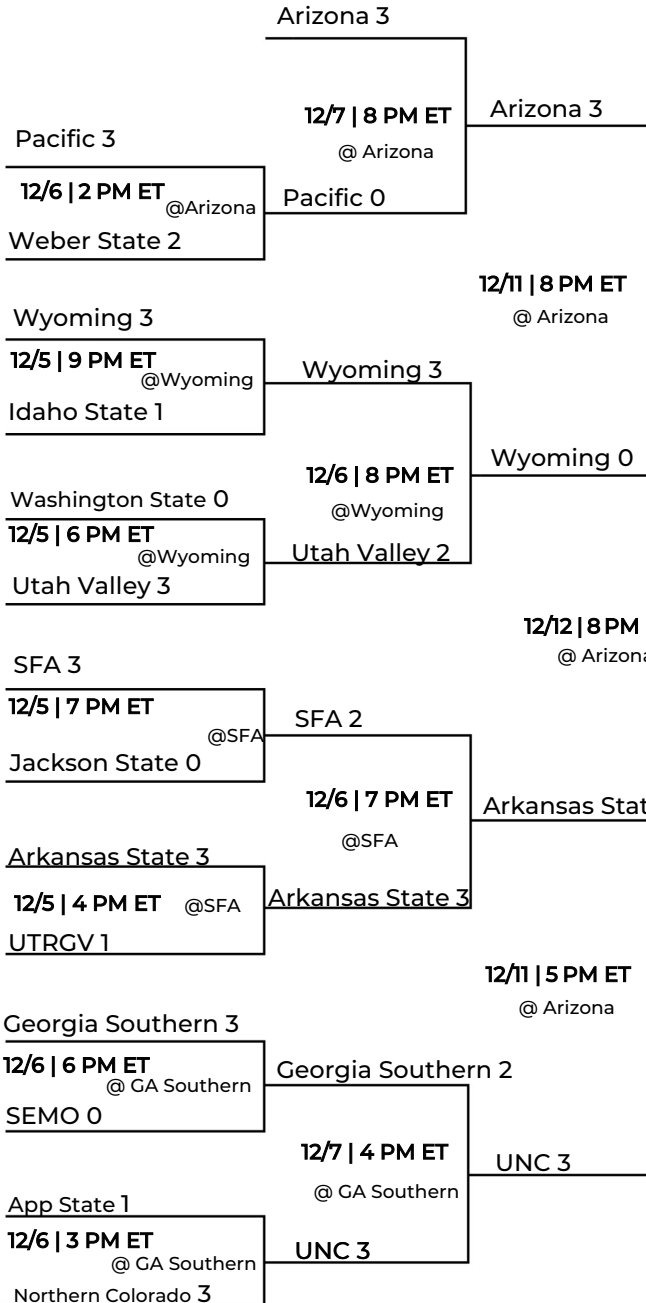 Arizona 3
12/7 | 8 PM ET
@ Arizona
Arizona 3
Pacific 3
12/6 | 2 PM ET
@Arizona
Pacific 0
Weber State 2
12/11 | 8 PM ET
@ Arizona
Wyoming 3
12/5 | 9 PM ET
@Wyoming
Wyoming 3
Idaho State 1
12/6 | 8 PM ET
@Wyoming
Wyoming 0
Washington State 0
12/5 | 6 PM ET
@Wyoming
Utah Valley 2
Utah Valley 3
12/12 | 8 PM
@ Arizona
SFA 3
12/5 | 7 PM ET
@SFA
SFA 2
Jackson State 0
12/6 | 7 PM ET
@SFA
Arkansas Stat
Arkansas State 3
12/5 | 4 PM ET
@SFA
Arkansas State 3
UTRGV 1
12/11 | 5 PM ET
@ Arizona
Georgia Southern 3
12/6 | 6 PM ET
@ GA Southern
Georgia Southern 2
SEMO 0
12/7 | 4 PM ET
@ GA Southern
UNC 3
App State 1
12/6 | 3 PM ET
@ GA Southern
UNC 3
Northern Colorado 3